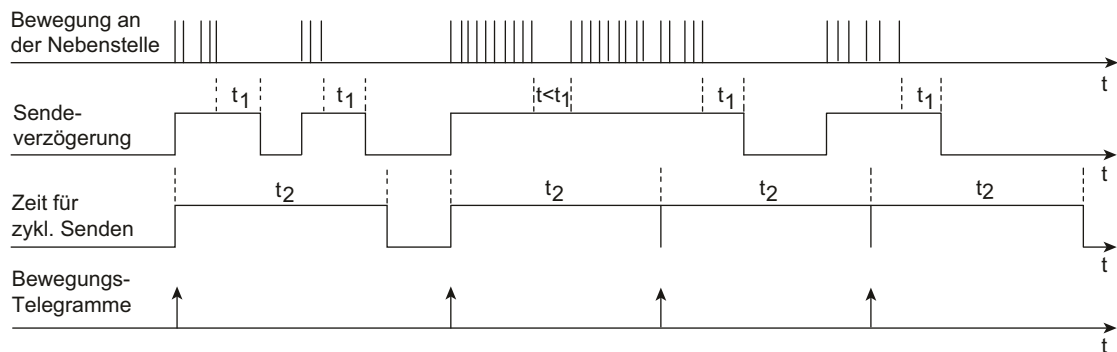 Bewegung an
der Nebenstelle
t
t1 t1 t<t1 t1 t1
Sende-
verzögerung
t
t2 t2 t2 t2
Zeit für
zykl. Senden
t
Bewegungs-
Telegramme
t